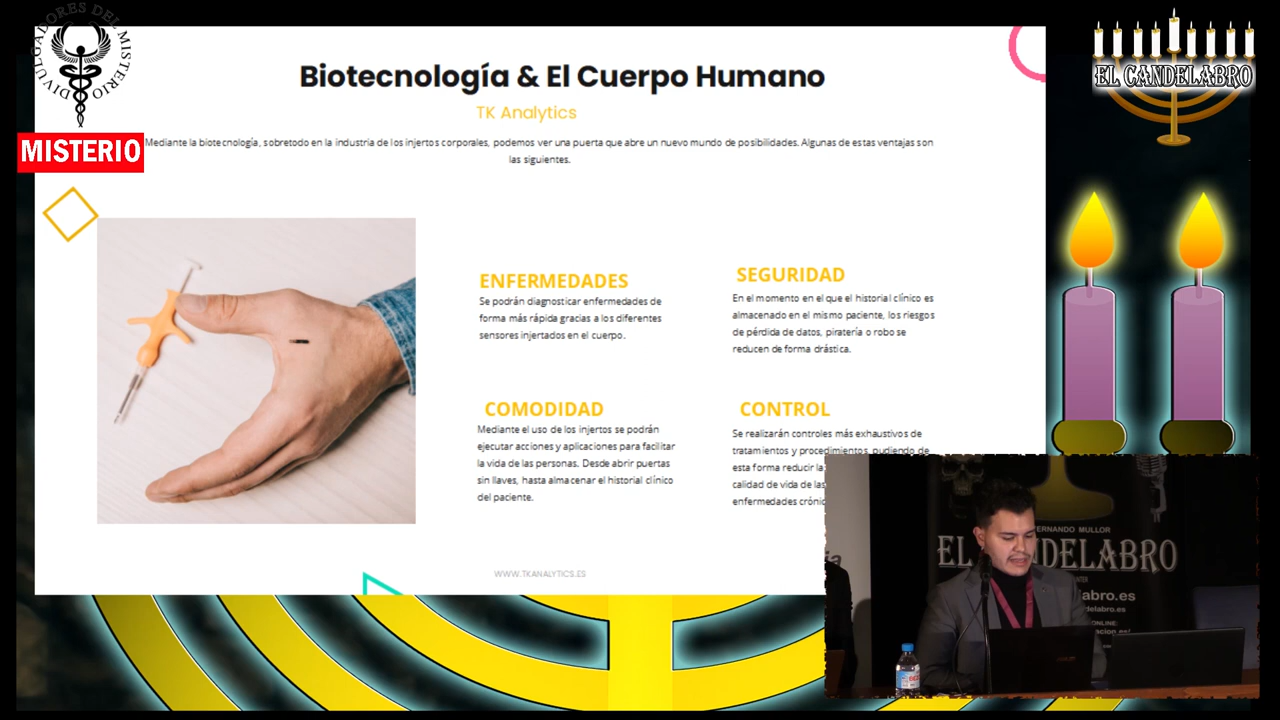 DIVULGADORES DEL MISTERIO
MISTERIO
EL CANDELABRO
Biotecnología & El Cuerpo Humano
TK Analytics
Mediante la biotecnología, sobretodo en la industria de los injertos corporales, podemos ver una puerta que abre un nuevo mundo de posibilidades. Algunas de estas ventajas son
las siguientes.
ENFERMEDADES
Se podrán diagnosticar enfermedades de
forma más rápida gracias a los diferentes
sensores injertados en el cuerpo.
SEGURIDAD
En el momento en el que el historial clínico es
almacenado en el mismo paciente, los riesgos
de pérdida de datos, piratería o robo se
reducen de forma drástica.
COMODIDAD
Mediante el uso de los injertos se podrán
ejecutar acciones y aplicaciones para facilitar
la vida de las personas. Desde abrir puertas
sin llaves, hasta almacenar el historial clínico
del paciente.
CONTROL
Se realizarán controles más exhaustivos de
tratamientos y procedimientos, pudiendo de
esta forma reducir la
calidad de vida de las
enfermedades
WWW.TKANALYTICS.ES
FERNANDO MULLOR
EL DELABRO
labro.es
delabro.es
ONLINE: